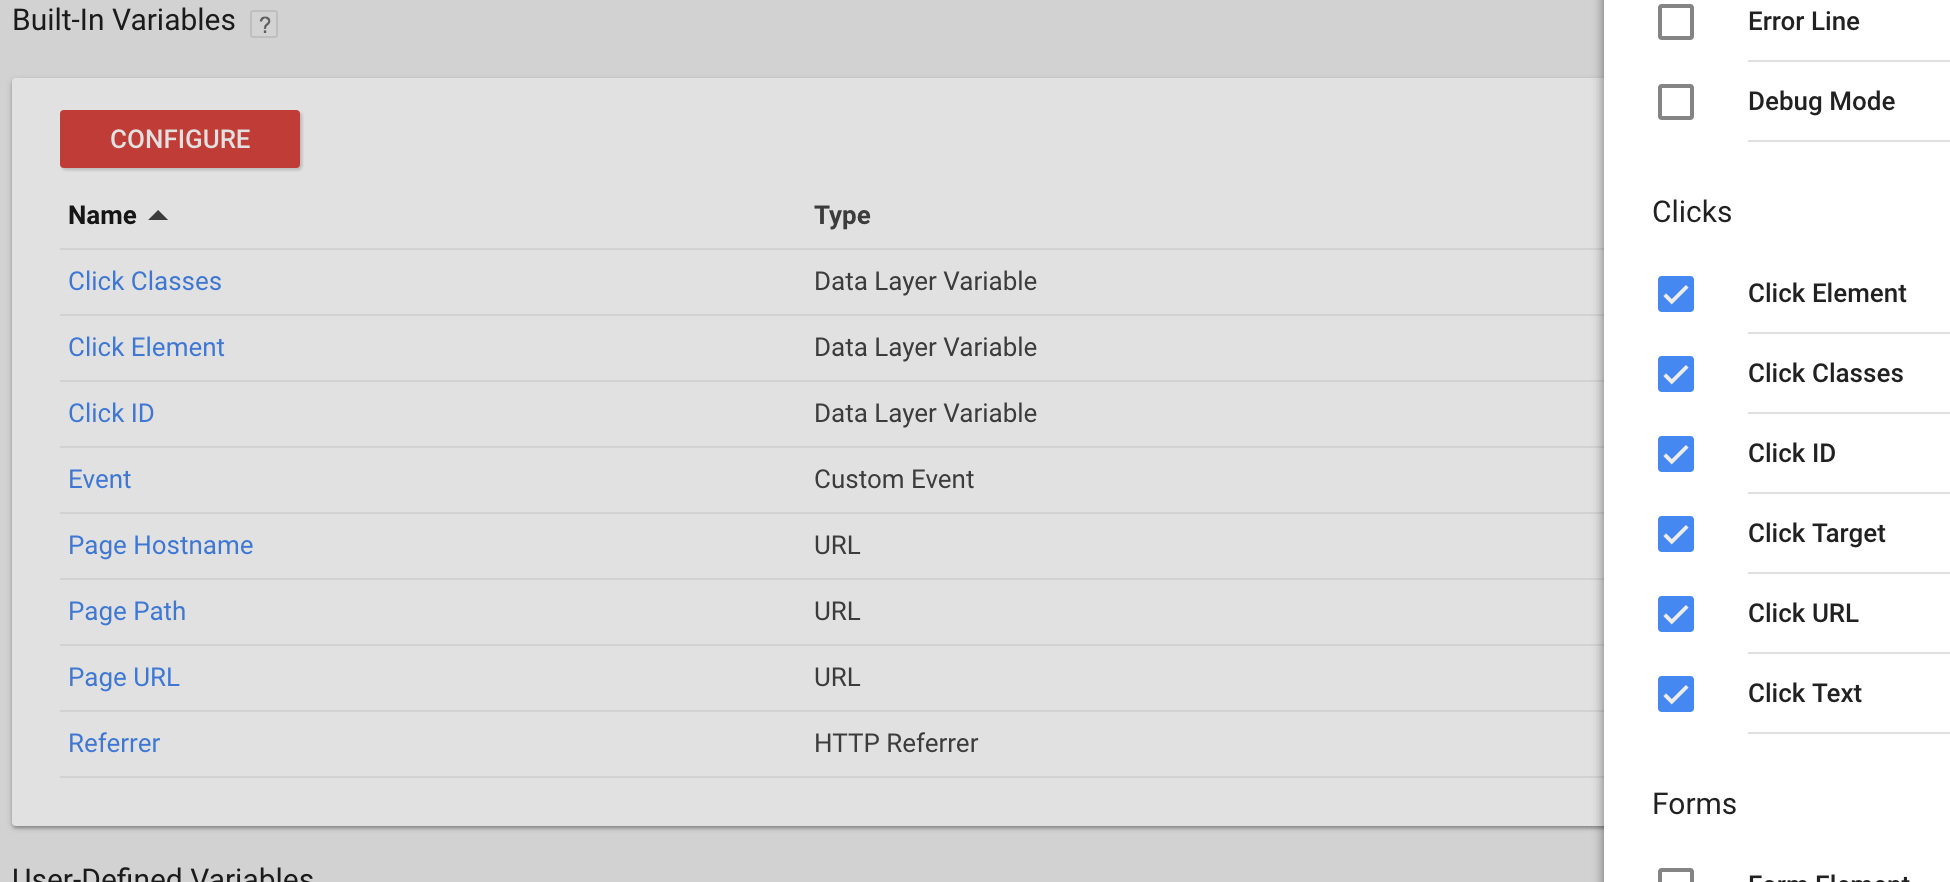 Built-In Variables ?
CONFIGURE
Name Type
Click Classes Data Layer Variable
Click Element Data Layer Variable
Click ID Data Layer Variable
Event Custom Event
Page Hostname URL
Page Path URL
Page URL URL
Referrer HTTP Referrer
User-Defined Variables
Error Line
Debug Mode
Clicks
Click Element
Click Classes
Click ID
Click Target
Click URL
Click Text
Forms
Form Element